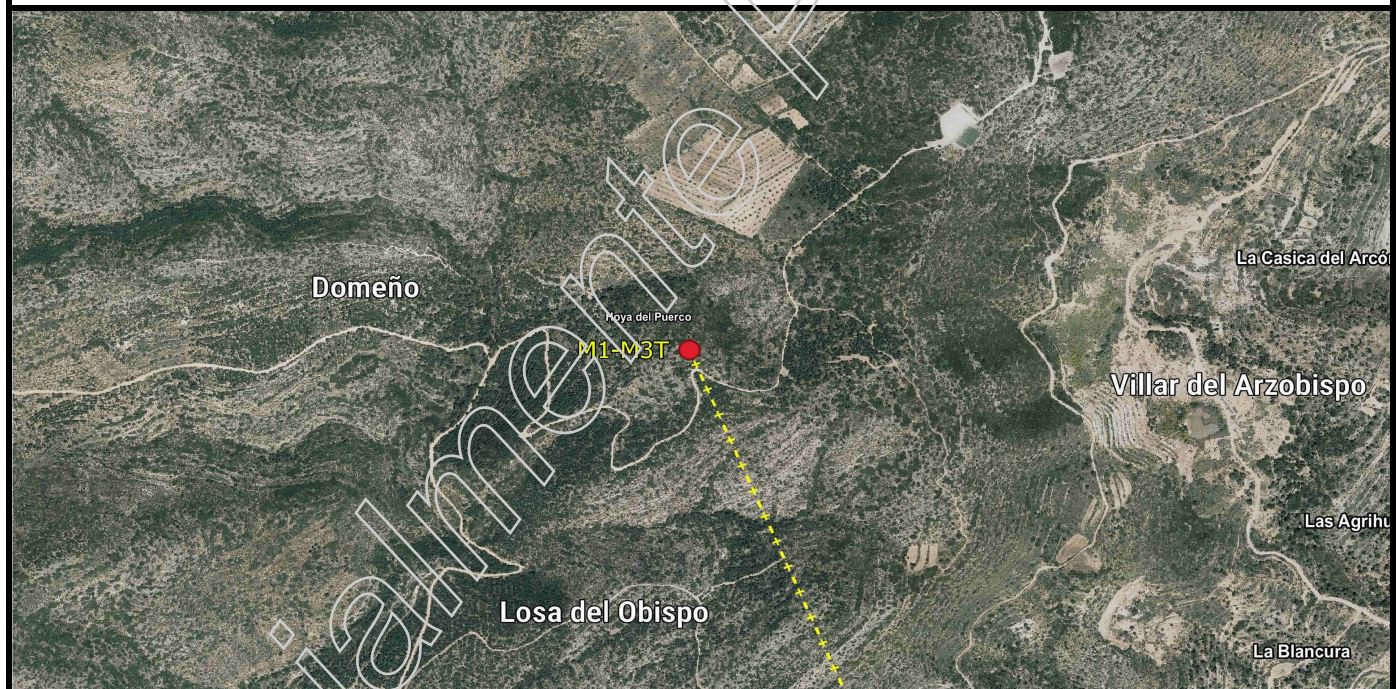 La Casica del Arcó
Domeño
Hoya del Puerco
M1-M3T
Villar del Arzobispo
Las Agrihu
Losa del Obispo
La Blancura
ialmente